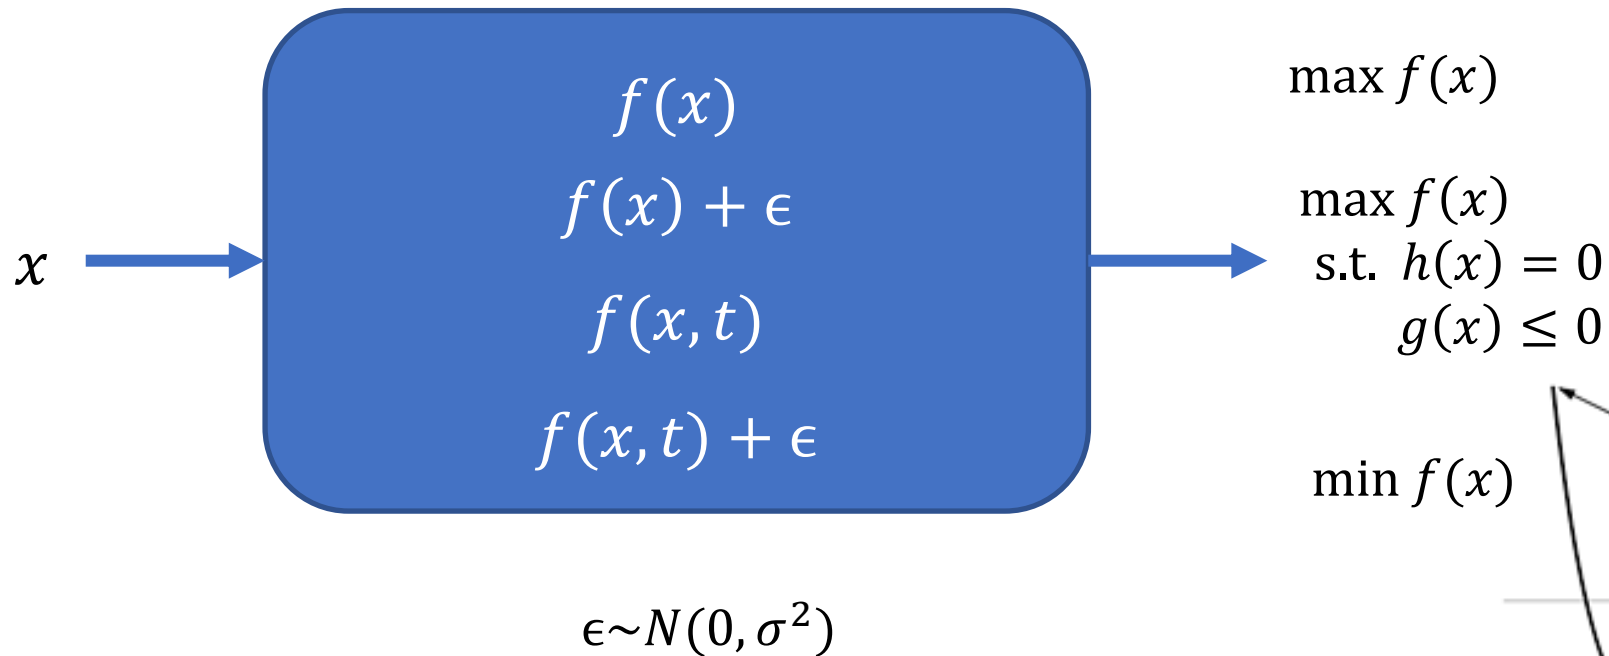 x
f(x)
f(x) + ϵ
f(x, t)
f(x, t) + ϵ
ϵ~N(0, σ²)
max f(x)
max f(x)
s.t. h(x) = 0
g(x) ≤ 0
min f(x)